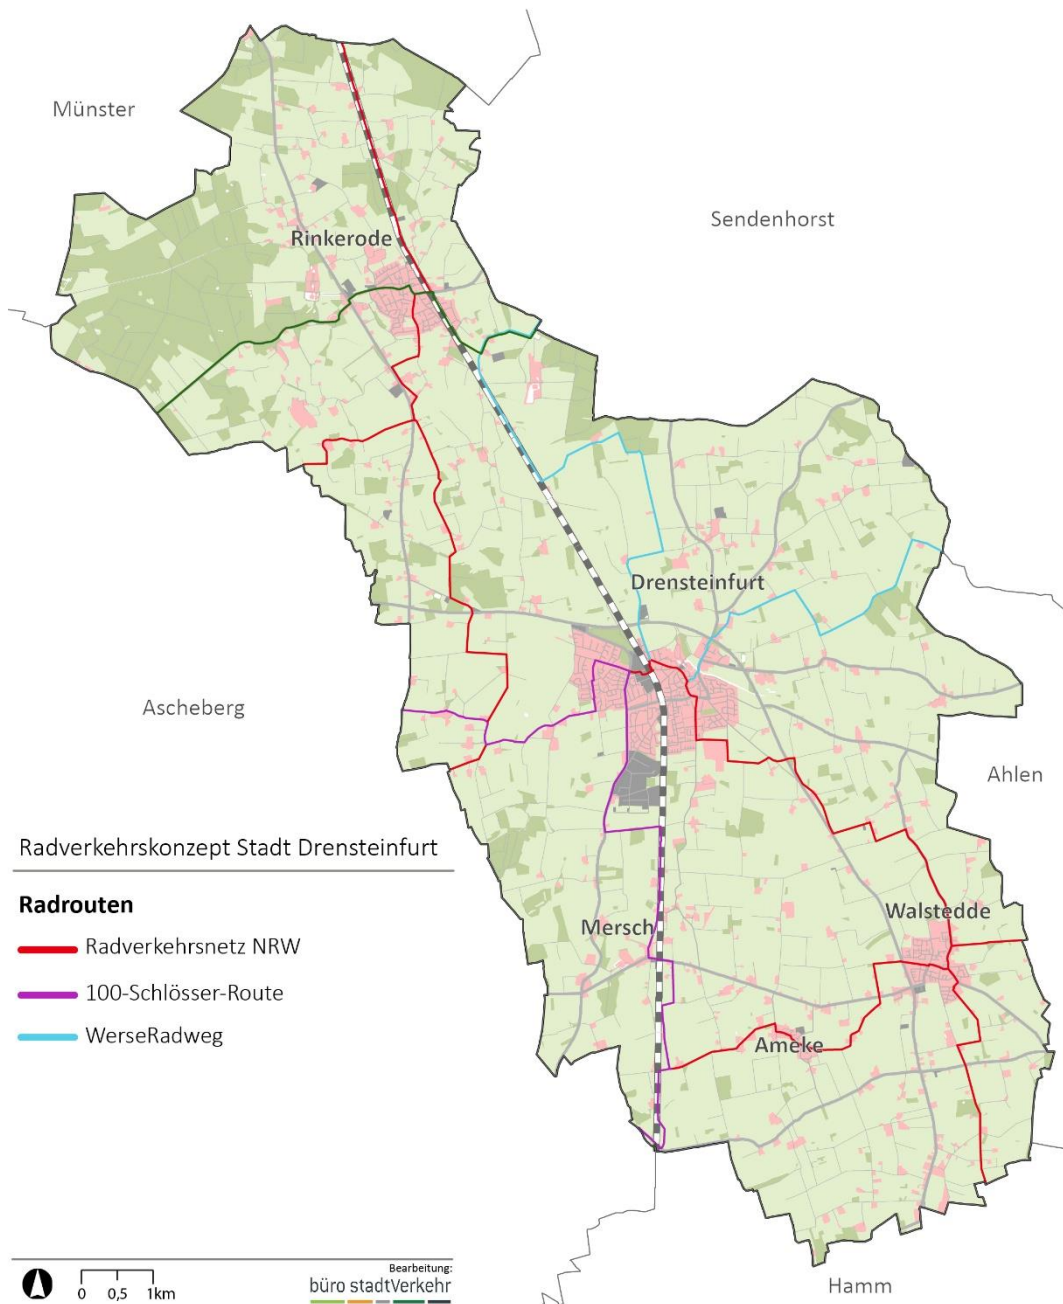 Münster
Sendenhorst
Rinkerode
Drensteinfurt
Ascheberg
Ahlen
Radverkehrskonzept Stadt Drensteinfurt
Radrouten
Walstedde
Mersch
Radverkehrsnetz NRW
100-Schlösser-Route
WerseRadweg
Ameke
Bearbeitung:
büro stadtVerkehr
0 0,5 1km
Hamm